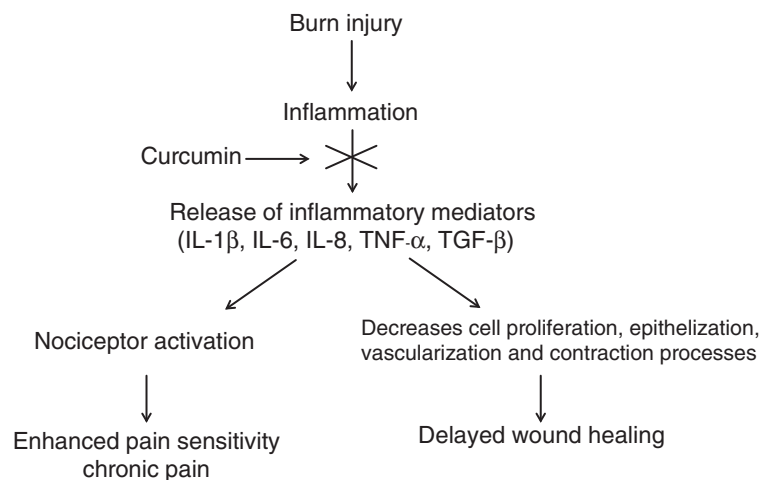 Burn injury
Inflammation
Curcumin
Release of inflammatory mediators
(IL-1β, IL-6, IL-8, TNF-α, TGF-β)
Nociceptor activation
Decreases cell proliferation, epithelization,
vascularization and contraction processes
Enhanced pain sensitivity
chronic pain
Delayed wound healing